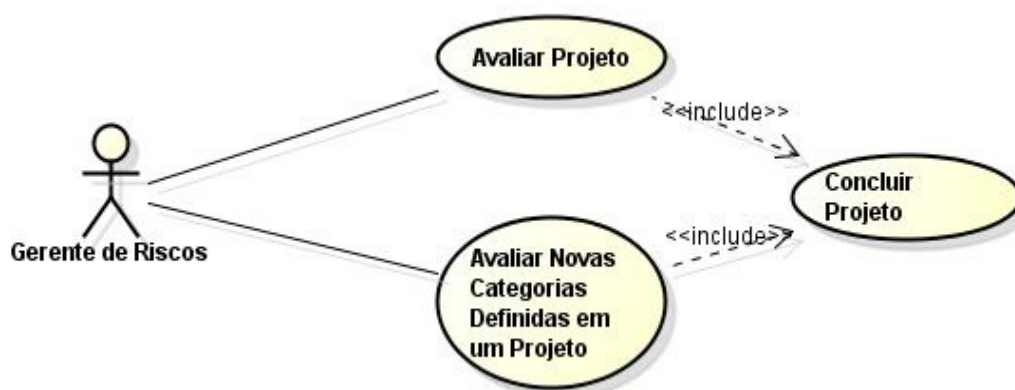 Avaliar Projeto
<<include>>
Concluir
Projeto
Gerente de Riscos
<<include>>
Avaliar Novas
Categorias
Definidas em
um Projeto